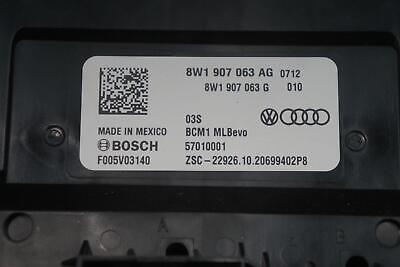 8W1 907 063 AG 0712
8W1 907 063 G 010
03S
MADE IN MEXICO BCM1 MLBevo
BOSCH 57010001
F005V03140 ZSC-22926.10.20699402P8